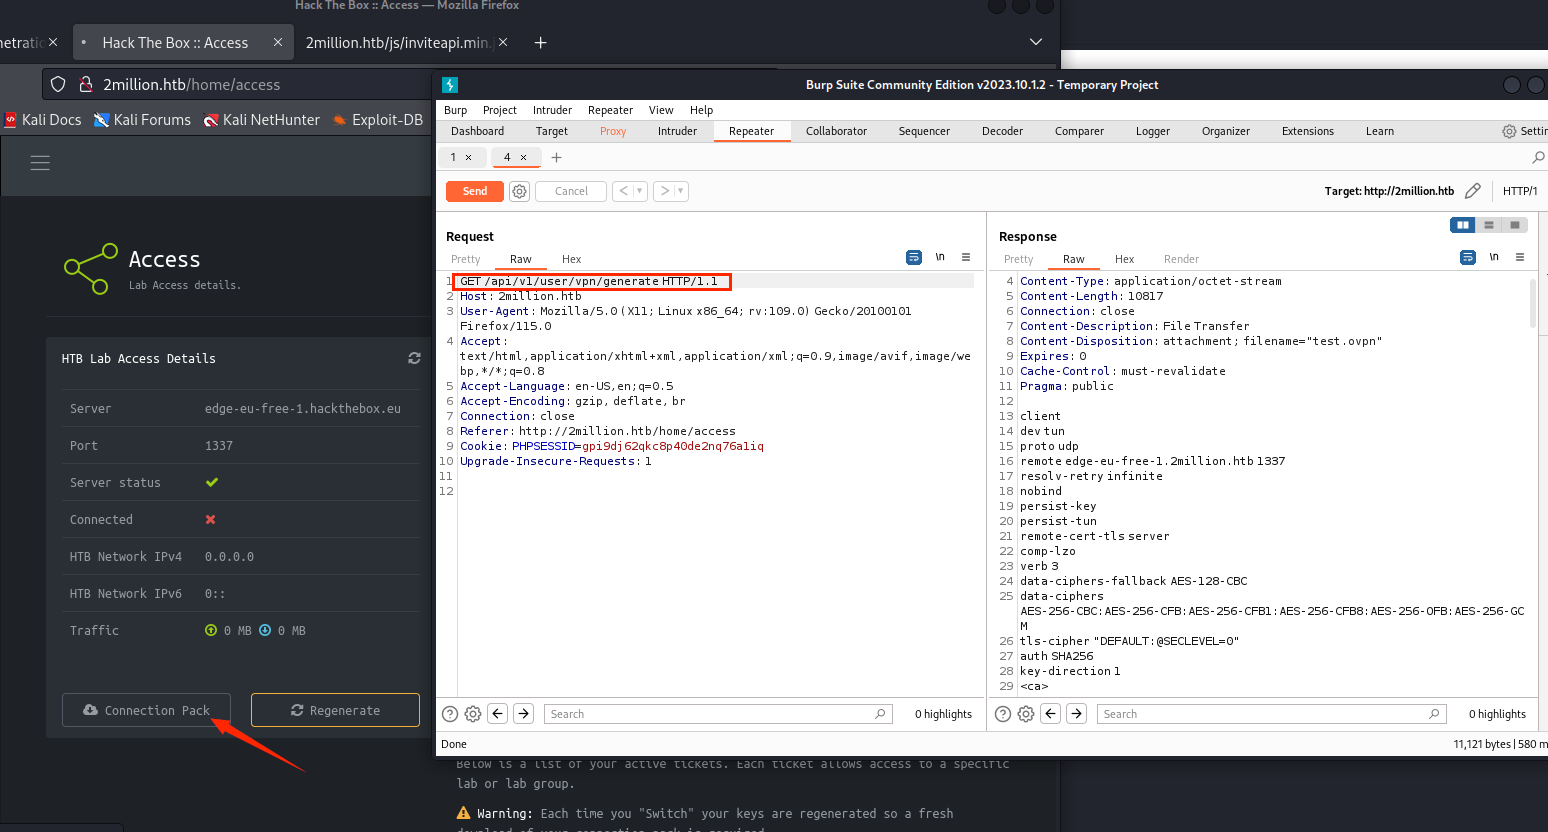 Hack The Box :: Access — Mozilla Firefox
Hack The Box :: Access
2million.htb/js/inviteapi.min.j
2million.htb/home/access
Kali Docs
Kali Forums
Kali NetHunter
Exploit-DB
Access
Lab Access details.
HTB Lab Access Details
Server edge-eu-free-1.hackthebox.eu
Port 1337
Server status
Connected
HTB Network IPv4 0.0.0.0
HTB Network IPv6 0::
Traffic 0 MB 0 MB
Connection Pack
Regenerate
Burp Suite Community Edition v2023.10.1.2 - Temporary Project
Burp Project Intruder Repeater View Help
Dashboard Target Proxy Intruder Repeater Collaborator Sequencer Decoder Comparer Logger Organizer Extensions Learn
1 × 4 × +
Send Cancel < >
Target: http://2million.htb HTTP/1
Request
Pretty Raw Hex \n
1 GET /api/v1/user/vpn/generate HTTP/1.1
2 Host: 2million.htb
3 User-Agent: Mozilla/5.0 (X11; Linux x86_64; rv:109.0) Gecko/20100101
Firefox/115.0
4 Accept:
text/html,application/xhtml+xml,application/xml;q=0.9,image/avif,image/we
bp,*/*;q=0.8
5 Accept-Language: en-US,en;q=0.5
6 Accept-Encoding: gzip, deflate, br
7 Connection: close
8 Referer: http://2million.htb/home/access
9 Cookie: PHPSESSID=gpi9dj62qkc8p40de2nq76a1iq
10 Upgrade-Insecure-Requests: 1
11
12
Search 0 highlights
Response
Pretty Raw Hex Render \n
4 Content-Type: application/octet-stream
5 Content-Length: 10817
6 Connection: close
7 Content-Description: File Transfer
8 Content-Disposition: attachment; filename="test.ovpn"
9 Expires: 0
10 Cache-Control: must-revalidate
11 Pragma: public
12
13 client
14 dev tun
15 proto udp
16 remote edge-eu-free-1.2million.htb 1337
17 resolv-retry infinite
18 nobind
19 persist-key
20 persist-tun
21 remote-cert-tls server
22 comp-lzo
23 verb 3
24 data-ciphers-fallback AES-128-CBC
25 data-ciphers
AES-256-CBC:AES-256-CFB:AES-256-CFB1:AES-256-CFB8:AES-256-OFB:AES-256-GC
M
26 tls-cipher "DEFAULT:@SECLEVEL=0"
27 auth SHA256
28 key-direction 1
29 <ca>
Search 0 highlights
Done
11,121 bytes | 580 m
Below is a list of your active tickets. Each ticket allows access to a specific
lab or lab group.
Warning: Each time you "Switch" your keys are regenerated so a fresh